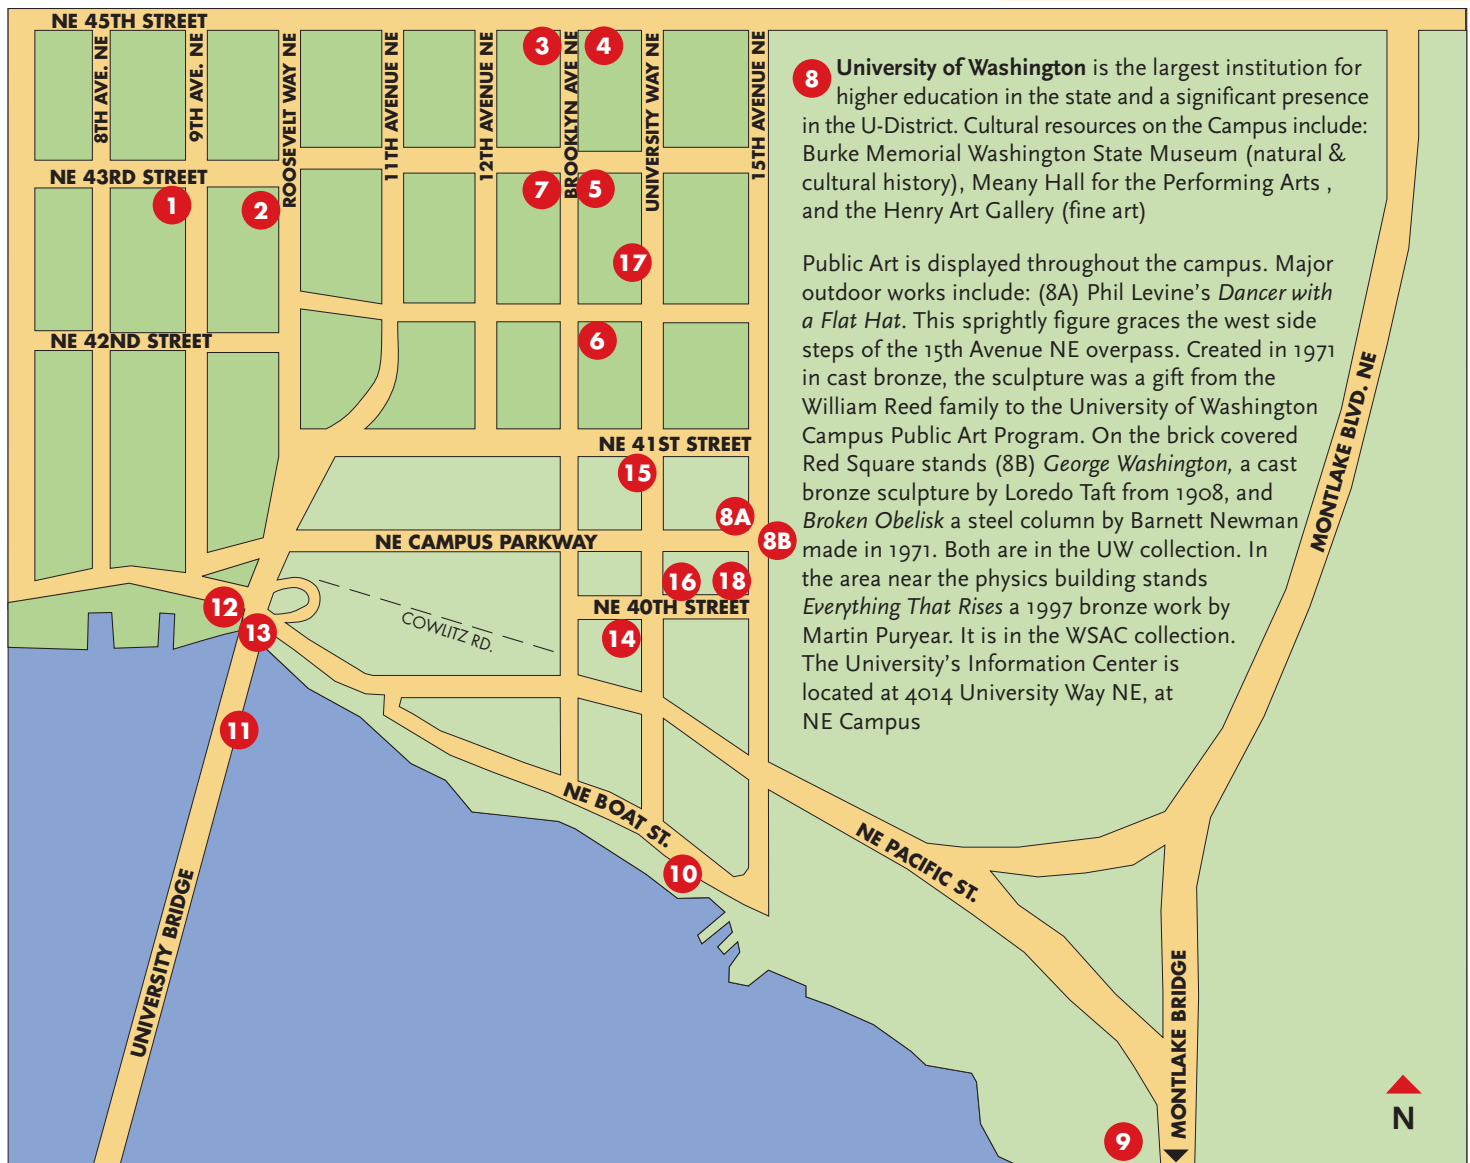 NE 45TH STREET
8TH AVE. NE
9TH AVE. NE
ROOSEVELT WAY NE
11TH AVENUE NE
12TH AVENUE NE
BROOKLYN AVE NE
UNIVERSITY WAY NE
15TH AVENUE NE
3
4
8 University of Washington is the largest institution for
higher education in the state and a significant presence
in the U-District. Cultural resources on the Campus include:
Burke Memorial Washington State Museum (natural &
cultural history), Meany Hall for the Performing Arts ,
and the Henry Art Gallery (fine art)
Public Art is displayed throughout the campus. Major
outdoor works include: (8A) Phil Levine’s Dancer with
a Flat Hat. This sprightly figure graces the west side
steps of the 15th Avenue NE overpass. Created in 1971
in cast bronze, the sculpture was a gift from the
William Reed family to the University of Washington
Campus Public Art Program. On the brick covered
Red Square stands (8B) George Washington, a cast
bronze sculpture by Loredo Taft from 1908, and
Broken Obelisk a steel column by Barnett Newman
made in 1971. Both are in the UW collection. In
the area near the physics building stands
Everything That Rises a 1997 bronze work by
Martin Puryear. It is in the WSAC collection.
The University’s Information Center is
located at 4014 University Way NE, at
NE Campus
NE 43RD STREET
1
2
7
5
17
NE 42ND STREET
6
NE 41ST STREET
15
8A
8B
NE CAMPUS PARKWAY
16
18
NE 40TH STREET
12
13
COWLITZ RD.
14
11
NE BOAT ST.
10
NE PACIFIC ST.
MONTLAKE BLVD. NE
UNIVERSITY BRIDGE
MONTLAKE BRIDGE
9
N